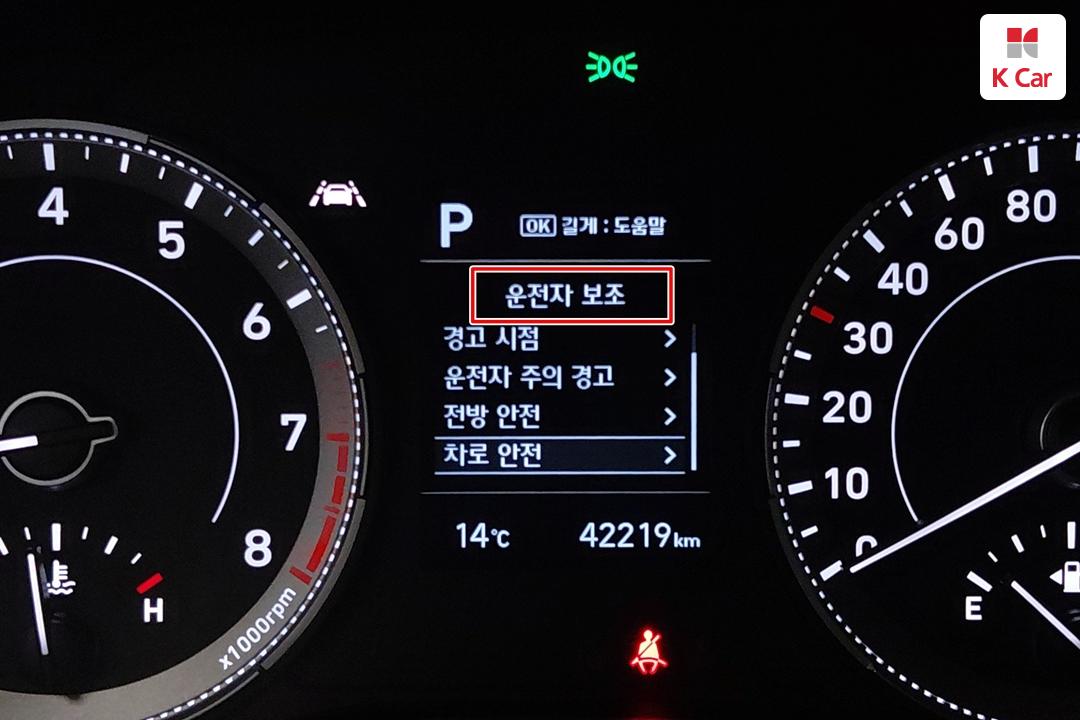 K Car
P
OK 길게 : 도움말
운전자 보조
경고 시점
운전자 주의 경고
전방 안전
차로 안전
14℃
42219km
4
5
6
7
8
x1000rpm
H
80
60
40
30
20
10
0
E